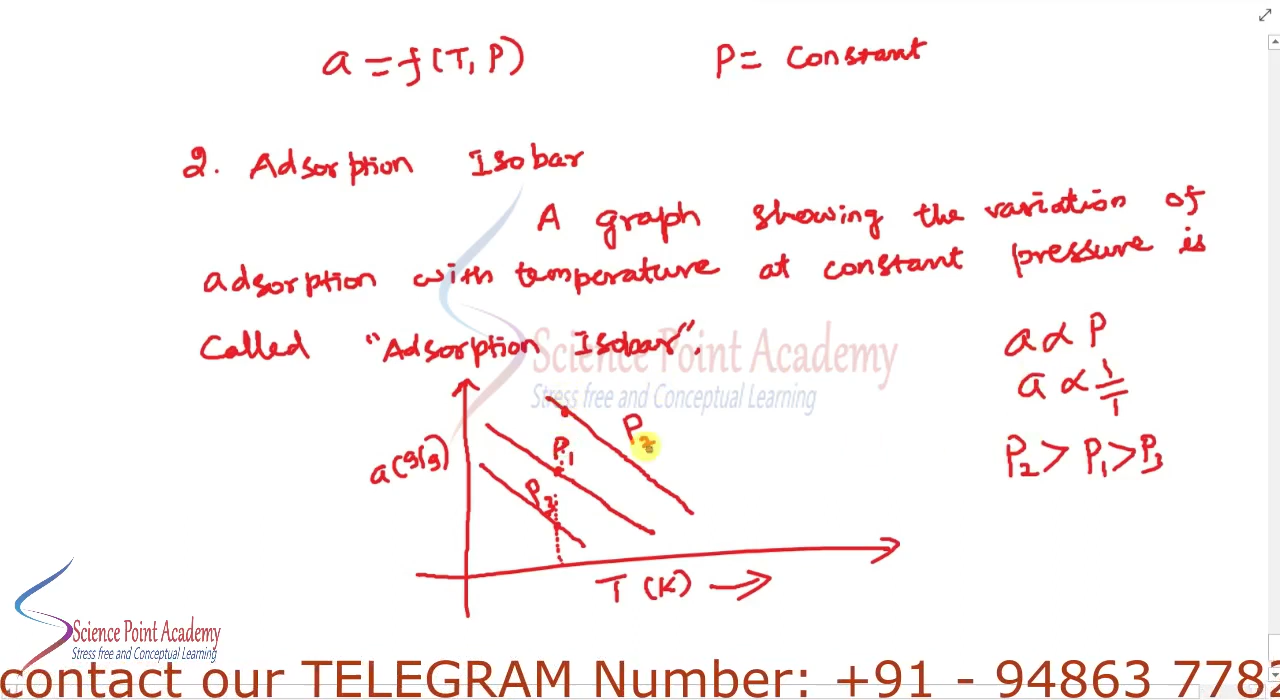 a = f(T, P)
P = constant
2. Adsorption Isobar
A graph showing the variation of
adsorption with temperature at constant pressure is
called "Adsorption Isobar".
Science Point Academy
Stress free and Conceptual Learning
a ∝ P
a ∝ 1/T
P₂ > P₁ > P₃
a(g/g)
P₁
T (K)
Science Point Academy
Stress free and Conceptual Learning
contact our TELEGRAM Number: +91 - 94863 778